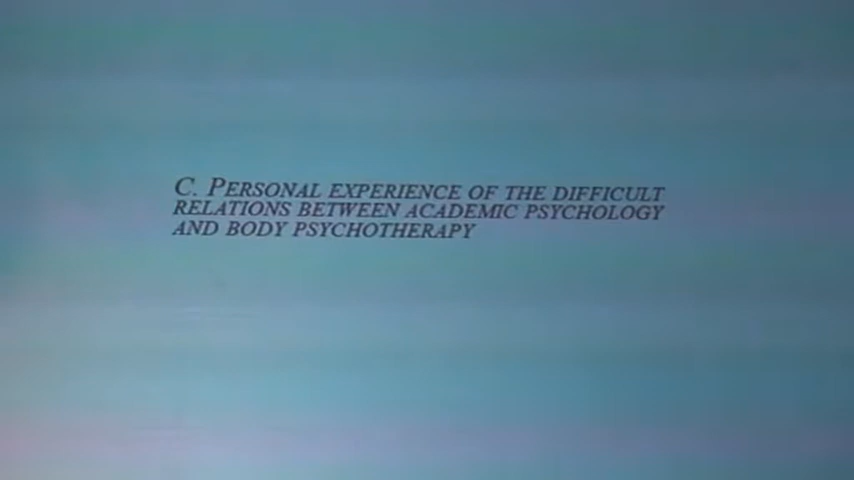 C. PERSONAL EXPERIENCE OF THE DIFFICULT
RELATIONS BETWEEN ACADEMIC PSYCHOLOGY
AND BODY PSYCHOTHERAPY